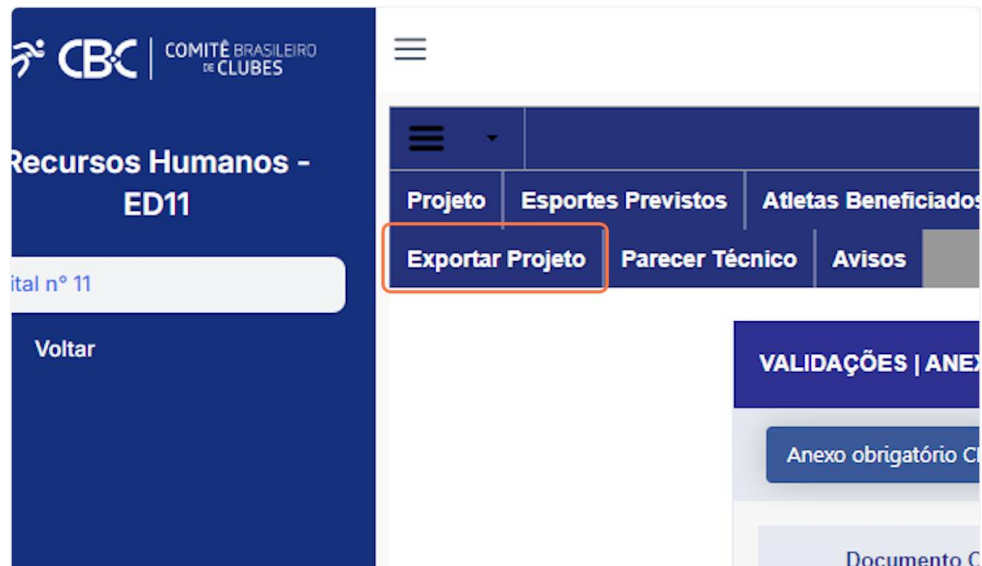 CBC
COMITÊ BRASILEIRO
DE CLUBES
Recursos Humanos -
ED11
ital nº 11
Voltar
Projeto Esportes Previstos Atletas Beneficiados
Exportar Projeto Parecer Técnico Avisos
VALIDAÇÕES | ANEX
Anexo obrigatório
Documento